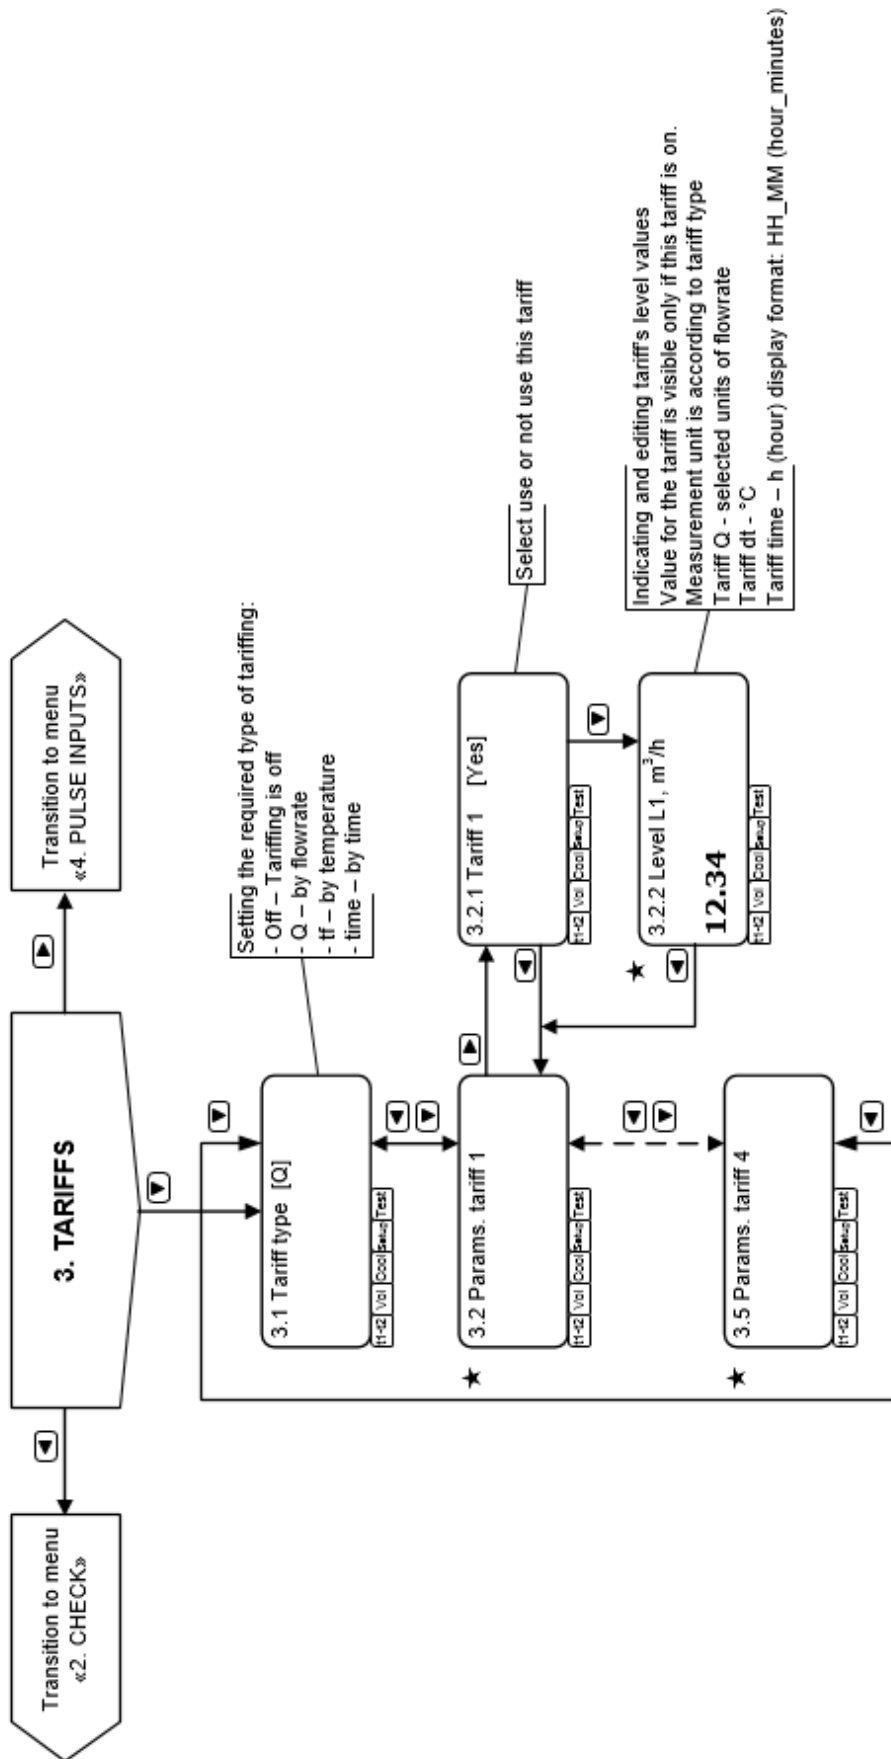 Transition to menu
«2. CHECK»
3. TARIFFS
Transition to menu
«4. PULSE INPUTS»
3.1 Tariff type [Q]
t1-t2 Vol Cool Setup Test
Setting the required type of tariffing:
- Off – Tariffing is off
- Q – by flowrate
- tf – by temperature
- time – by time
3.2 Params. tariff 1
t1-t2 Vol Cool Setup Test
3.2.1 Tariff 1 [Yes]
t1-t2 Vol Cool Setup Test
Select use or not use this tariff
3.2.2 Level L1, m³/h
12.34
t1-t2 Vol Cool Setup Test
Indicating and editing tariff's level values
Value for the tariff is visible only if this tariff is on.
Measurement unit is according to tariff type
Tariff Q - selected units of flowrate
Tariff dt - °C
Tariff time – h (hour) display format: HH_MM (hour_minutes)
3.5 Params. tariff 4
t1-t2 Vol Cool Setup Test